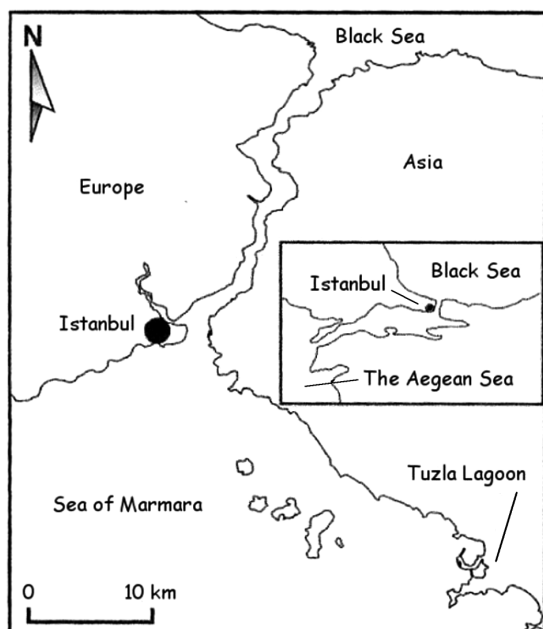 Black Sea
N
Asia
Europe
Black Sea
Istanbul
Istanbul
The Aegean Sea
Tuzla Lagoon
Sea of Marmara
0 10 km